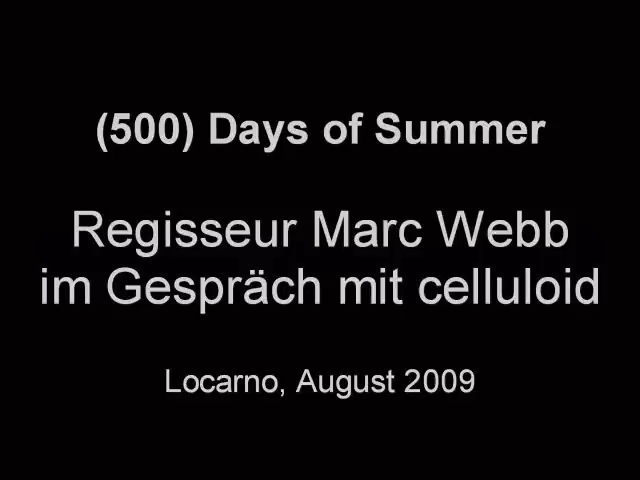 (500) Days of Summer
Regisseur Marc Webb
im Gespräch mit celluloid
Locarno, August 2009